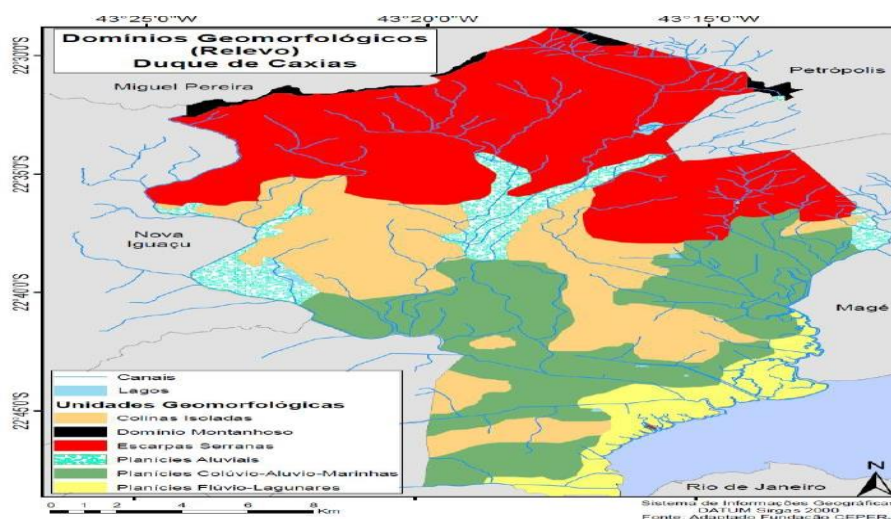 43°25'0"W 43°20'0"W 43°15'0"W
Domínios Geomorfológicos
(Relevo)
Duque de Caxias
22°30'0"S
Miguel Pereira
Petrópolis
22°35'0"S
Nova
Iguaçu
22°40'0"S
Magé
22°45'0"S
Canais
Lagos
Unidades Geomorfológicas
Colinas Isoladas
Domínio Montanhoso
Escarpas Serranas
Planícies Aluviais
Planícies Colúvio-Aluvio-Marinhas
Planícies Flúvio-Lagunares
Rio de Janeiro
N
0 1 2 4 6 8
Km
Sistema de Informações Geográficas
DATUM Sirgas 2000
Fonte: Adaptado Fundação CEPERJ